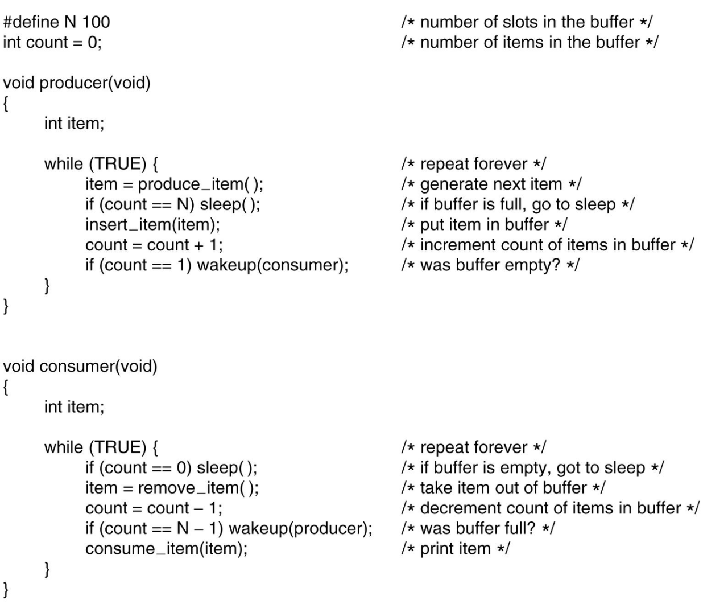 #define N 100 /* number of slots in the buffer */
int count = 0; /* number of items in the buffer */
void producer(void)
{
int item;
while (TRUE) { /* repeat forever */
item = produce_item( ); /* generate next item */
if (count == N) sleep( ); /* if buffer is full, go to sleep */
insert_item(item); /* put item in buffer */
count = count + 1; /* increment count of items in buffer */
if (count == 1) wakeup(consumer); /* was buffer empty? */
}
}
void consumer(void)
{
int item;
while (TRUE) { /* repeat forever */
if (count == 0) sleep( ); /* if buffer is empty, got to sleep */
item = remove_item( ); /* take item out of buffer */
count = count − 1; /* decrement count of items in buffer */
if (count == N − 1) wakeup(producer); /* was buffer full? */
consume_item(item); /* print item */
}
}